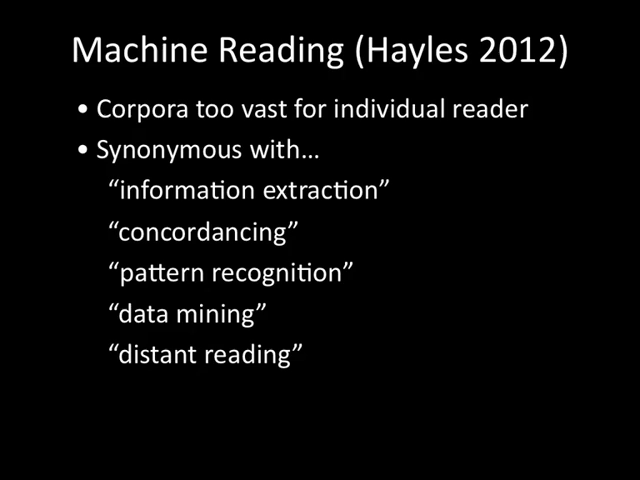 Machine Reading (Hayles 2012)
• Corpora too vast for individual reader
• Synonymous with…
“information extraction”
“concordancing”
“pattern recognition”
“data mining”
“distant reading”